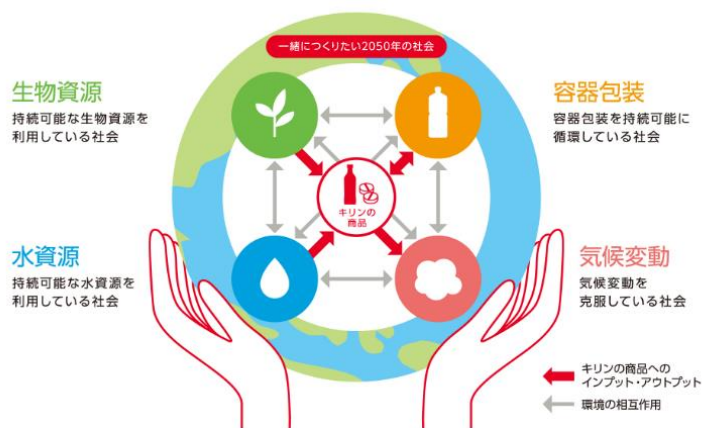 一緒につくりたい2050年の社会
生物資源
持続可能な生物資源を
利用している社会
容器包装
容器包装を持続可能に
循環している社会
キリンの
商品
水資源
持続可能な水資源を
利用している社会
気候変動
気候変動を
克服している社会
キリンの商品への
インプット・アウトプット
環境の相互作用